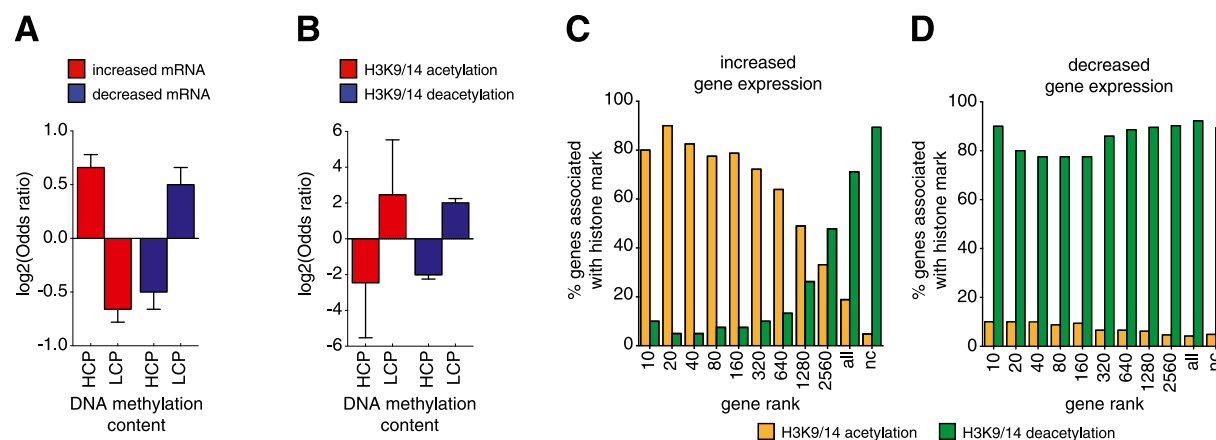 A
increased mRNA
decreased mRNA
log2(Odds ratio)
1.0
0.5
0.0
-0.5
-1.0
HCP
LCP
HCP
LCP
DNA methylation
content
B
H3K9/14 acetylation
H3K9/14 deacetylation
log2(Odds ratio)
6
4
2
0
-2
-4
-6
HCP
LCP
HCP
LCP
DNA methylation
content
C
increased
gene expression
% genes associated
with histone mark
100
80
60
40
20
0
10
20
40
80
160
320
640
1280
2560
all
nc
gene rank
D
decreased
gene expression
% genes associated
with histone mark
100
80
60
40
20
0
10
20
40
80
160
320
640
1280
2560
all
nc
gene rank
H3K9/14 acetylation
H3K9/14 deacetylation